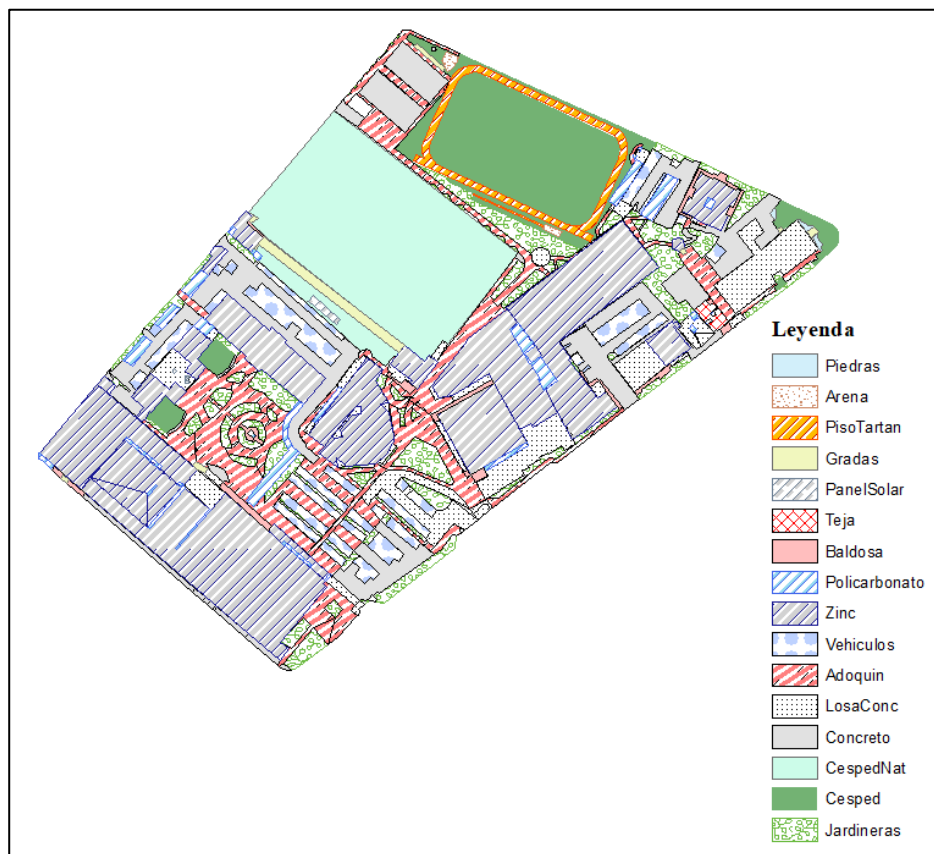 Leyenda
Piedras
Arena
PisoTartan
Gradas
PanelSolar
Teja
Baldosa
Policarbonato
Zinc
Vehiculos
Adoquin
LosaConc
Concreto
CespedNat
Cesped
Jardineras